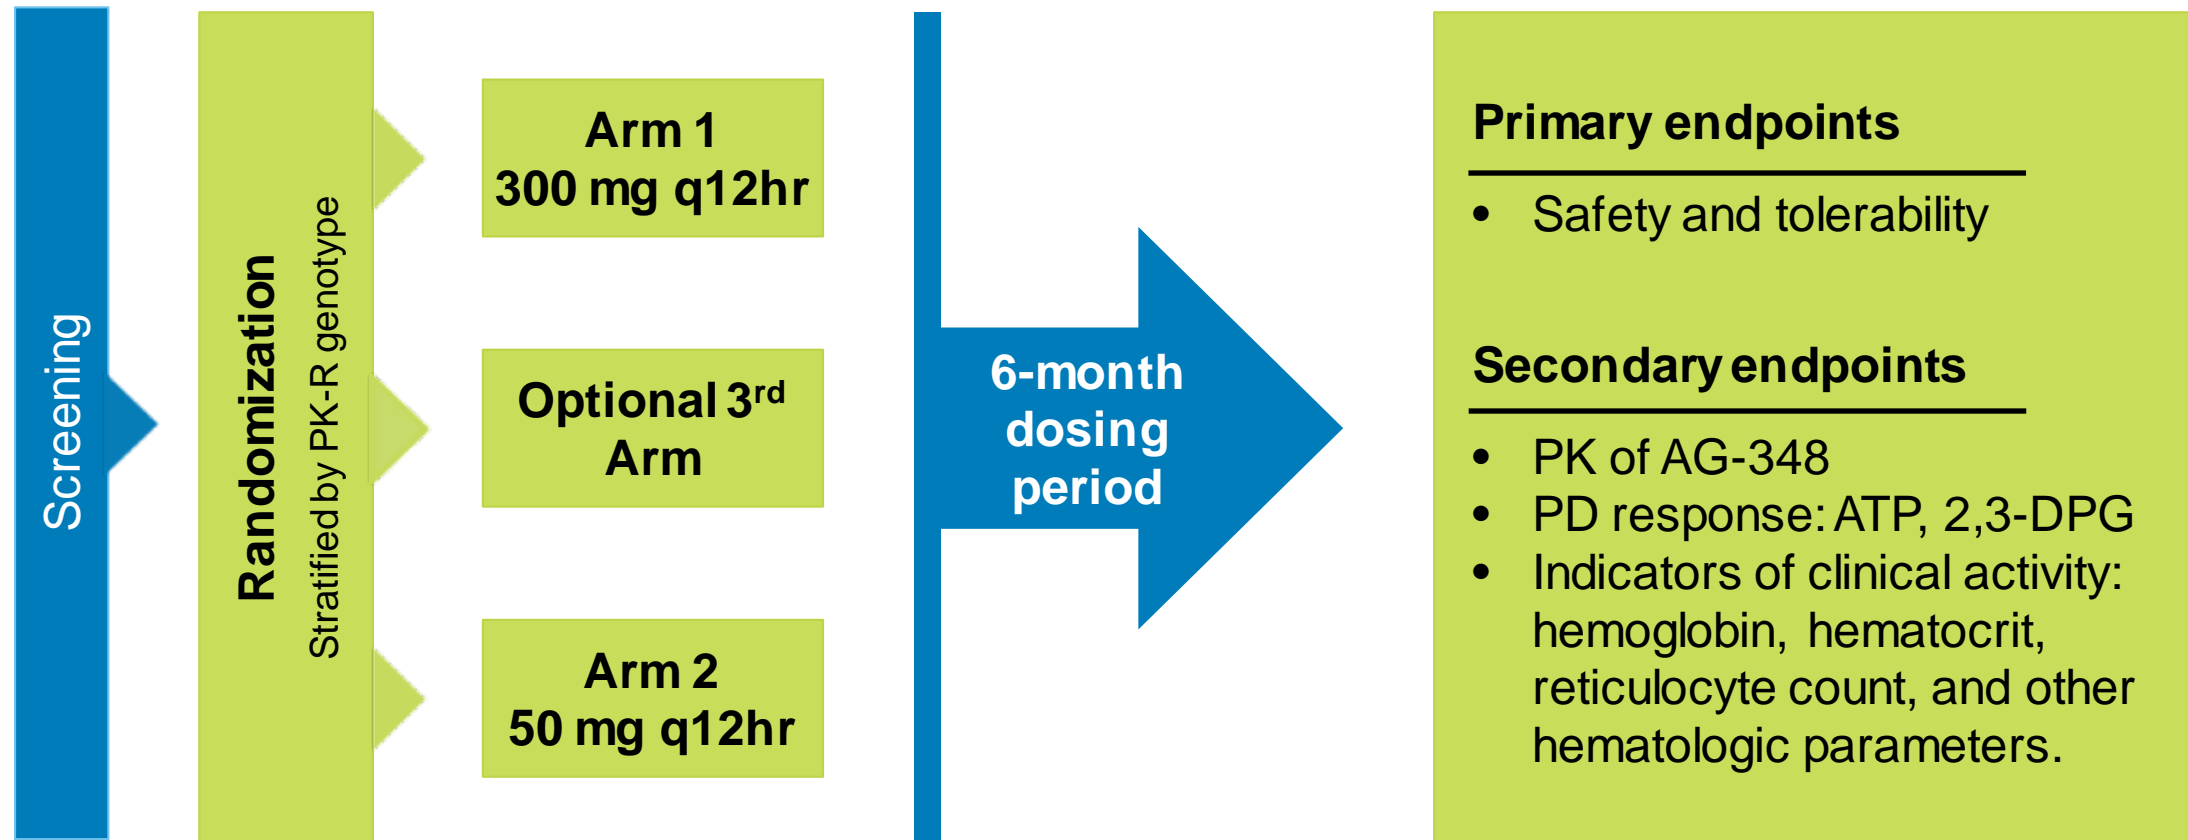 Screening
Randomization
Stratified by PK-R genotype
Arm 1
300 mg q12hr
Optional 3rd
Arm
Arm 2
50 mg q12hr
6-month
dosing
period
Primary endpoints
• Safety and tolerability
Secondary endpoints
• PK of AG-348
• PD response: ATP, 2,3-DPG
• Indicators of clinical activity:
hemoglobin, hematocrit,
reticulocyte count, and other
hematologic parameters.